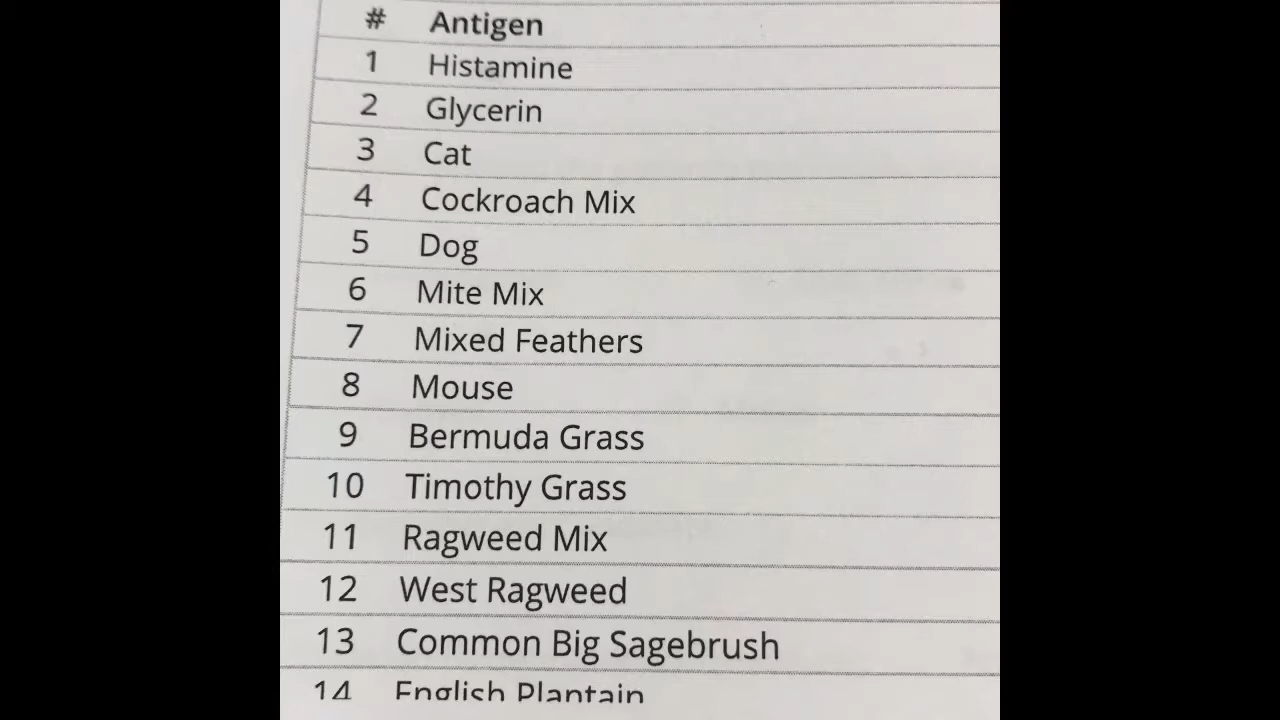 # Antigen
1 Histamine
2 Glycerin
3 Cat
4 Cockroach Mix
5 Dog
6 Mite Mix
7 Mixed Feathers
8 Mouse
9 Bermuda Grass
10 Timothy Grass
11 Ragweed Mix
12 West Ragweed
13 Common Big Sagebrush
14 English Plantain